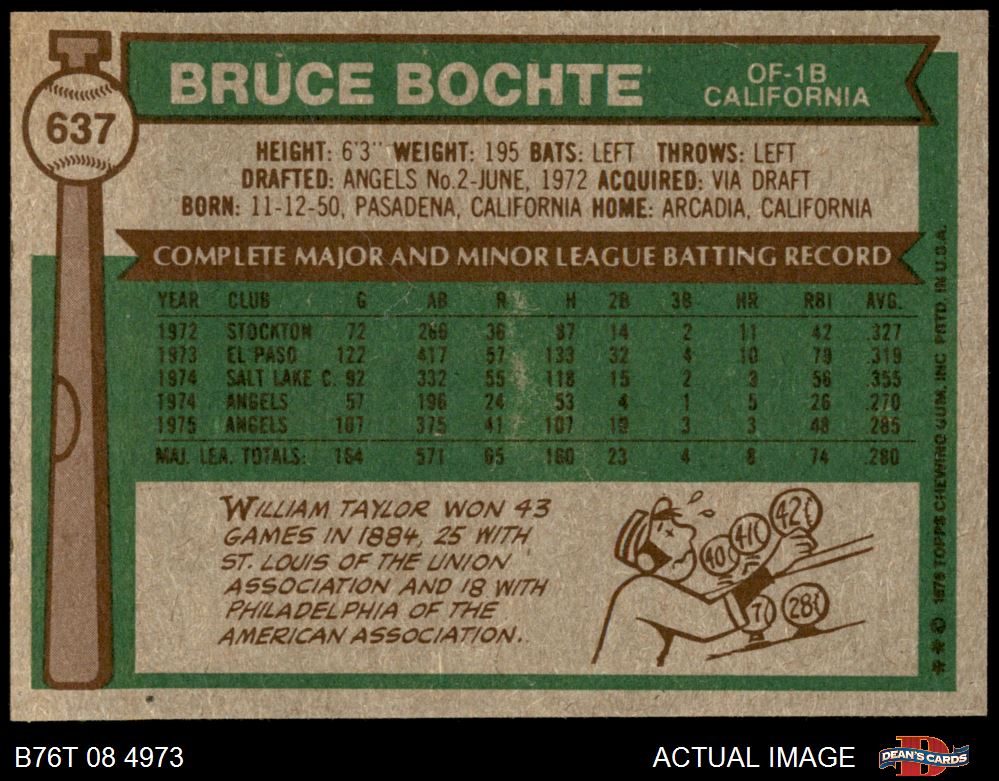 637
BRUCE BOCHTE
OF-1B
CALIFORNIA
HEIGHT: 6'3" WEIGHT: 195 BATS: LEFT THROWS: LEFT
DRAFTED: ANGELS No.2-JUNE, 1972 ACQUIRED: VIA DRAFT
BORN: 11-12-50, PASADENA, CALIFORNIA HOME: ARCADIA, CALIFORNIA
COMPLETE MAJOR AND MINOR LEAGUE BATTING RECORD
YEAR CLUB G AB R H 2B 3B HR RBI AVG.
1972 STOCKTON 72 266 36 87 14 2 11 42 .327
1973 EL PASO 122 417 57 133 32 4 10 79 .319
1974 SALT LAKE C. 92 332 55 118 15 2 3 56 .355
1974 ANGELS 57 196 24 53 4 1 5 26 .270
1975 ANGELS 107 375 41 107 19 3 3 48 .285
MAJ. LEA. TOTALS: 164 571 65 160 23 4 8 74 .280
WILLIAM TAYLOR WON 43
GAMES IN 1884, 25 WITH
ST. LOUIS OF THE UNION
ASSOCIATION AND 18 WITH
PHILADELPHIA OF THE
AMERICAN ASSOCIATION.
40
41
42
7
28
*** © 1976 TOPPS CHEWING GUM, INC. PRTD. IN U.S.A.
B76T 08 4973
ACTUAL IMAGE
D
DEAN'S CARDS